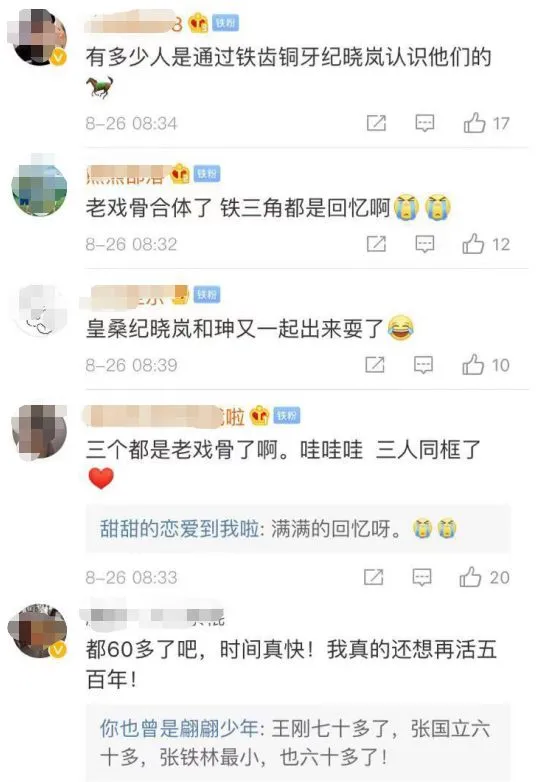 8 铁粉
有多少人是通过铁齿铜牙纪晓岚认识他们的
8-26 08:34 17
铁粉
老戏骨合体了 铁三角都是回忆啊
8-26 08:32 12
铁粉
皇桑纪晓岚和珅又一起出来耍了
8-26 08:39 10
我啦 铁粉
三个都是老戏骨了啊。哇哇哇 三人同框了
甜甜的恋爱到我啦: 满满的回忆呀。
8-26 08:33 20
都60多了吧，时间真快！我真的还想再活五
百年！
你也曾是翩翩少年: 王刚七十多了，张国立六
十多，张铁林最小，也六十多了！